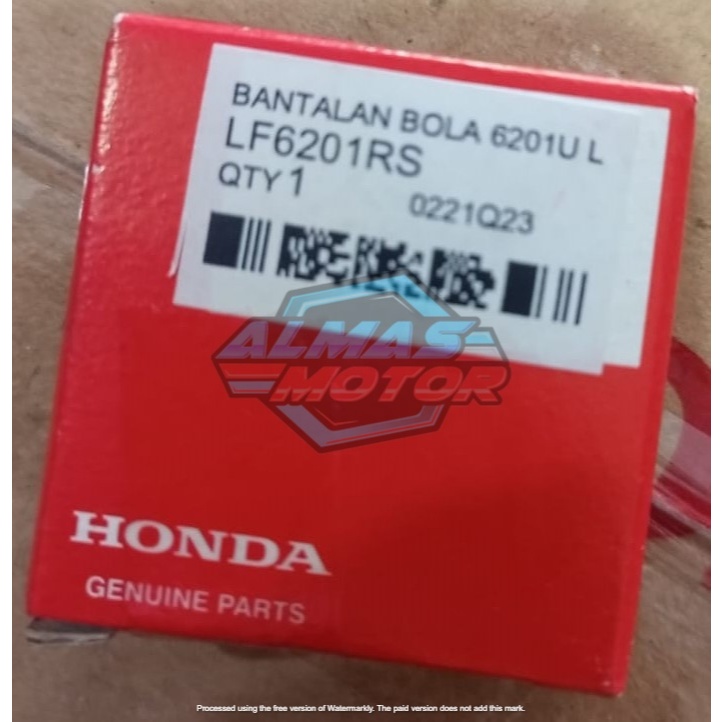 BANTALAN BOLA 6201U L
LF6201RS
QTY 1
0221Q23
ALMAS
MOTOR
HONDA
GENUINE PARTS
Processed using the free version of Watermarkly. The paid version does not add this mark.